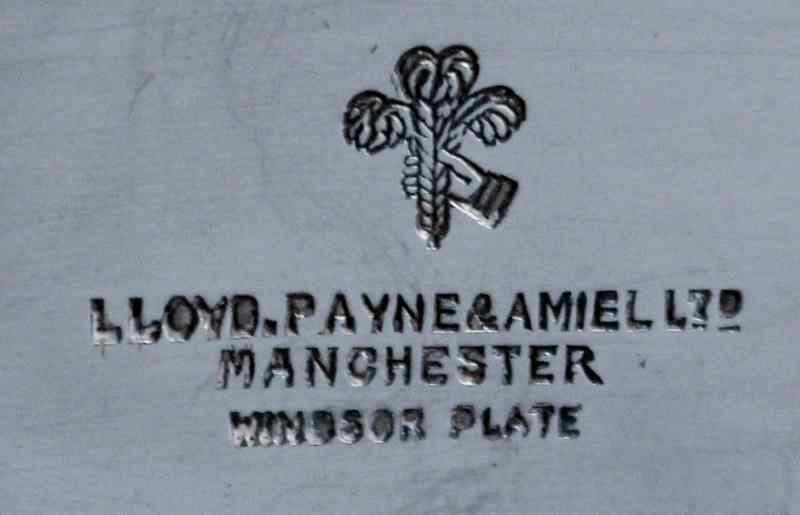 LLOYD. PAYNE & AMIEL LTD
MANCHESTER
WINDSOR PLATE